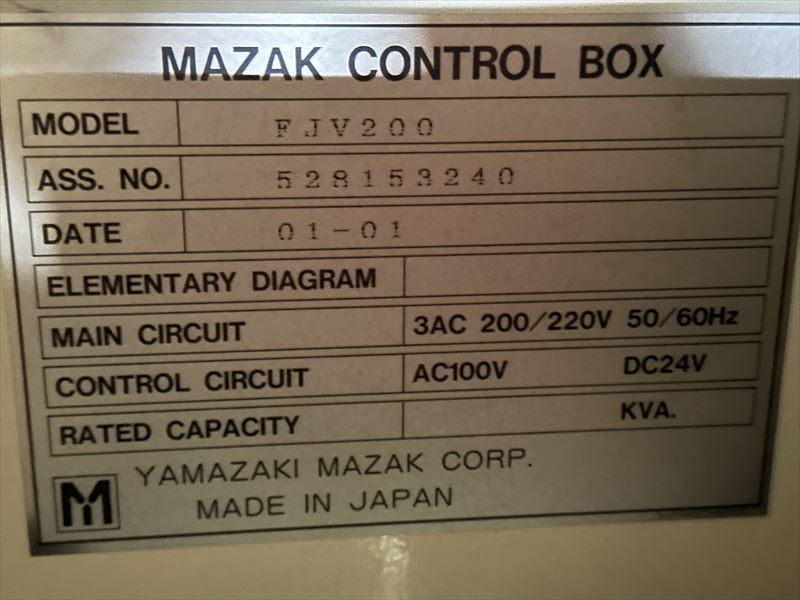 MAZAK CONTROL BOX
MODEL FJV200
ASS. NO. 528153240
DATE 01-01
ELEMENTARY DIAGRAM
MAIN CIRCUIT 3AC 200/220V 50/60Hz
CONTROL CIRCUIT AC100V DC24V
RATED CAPACITY KVA.
YAMAZAKI MAZAK CORP.
MADE IN JAPAN